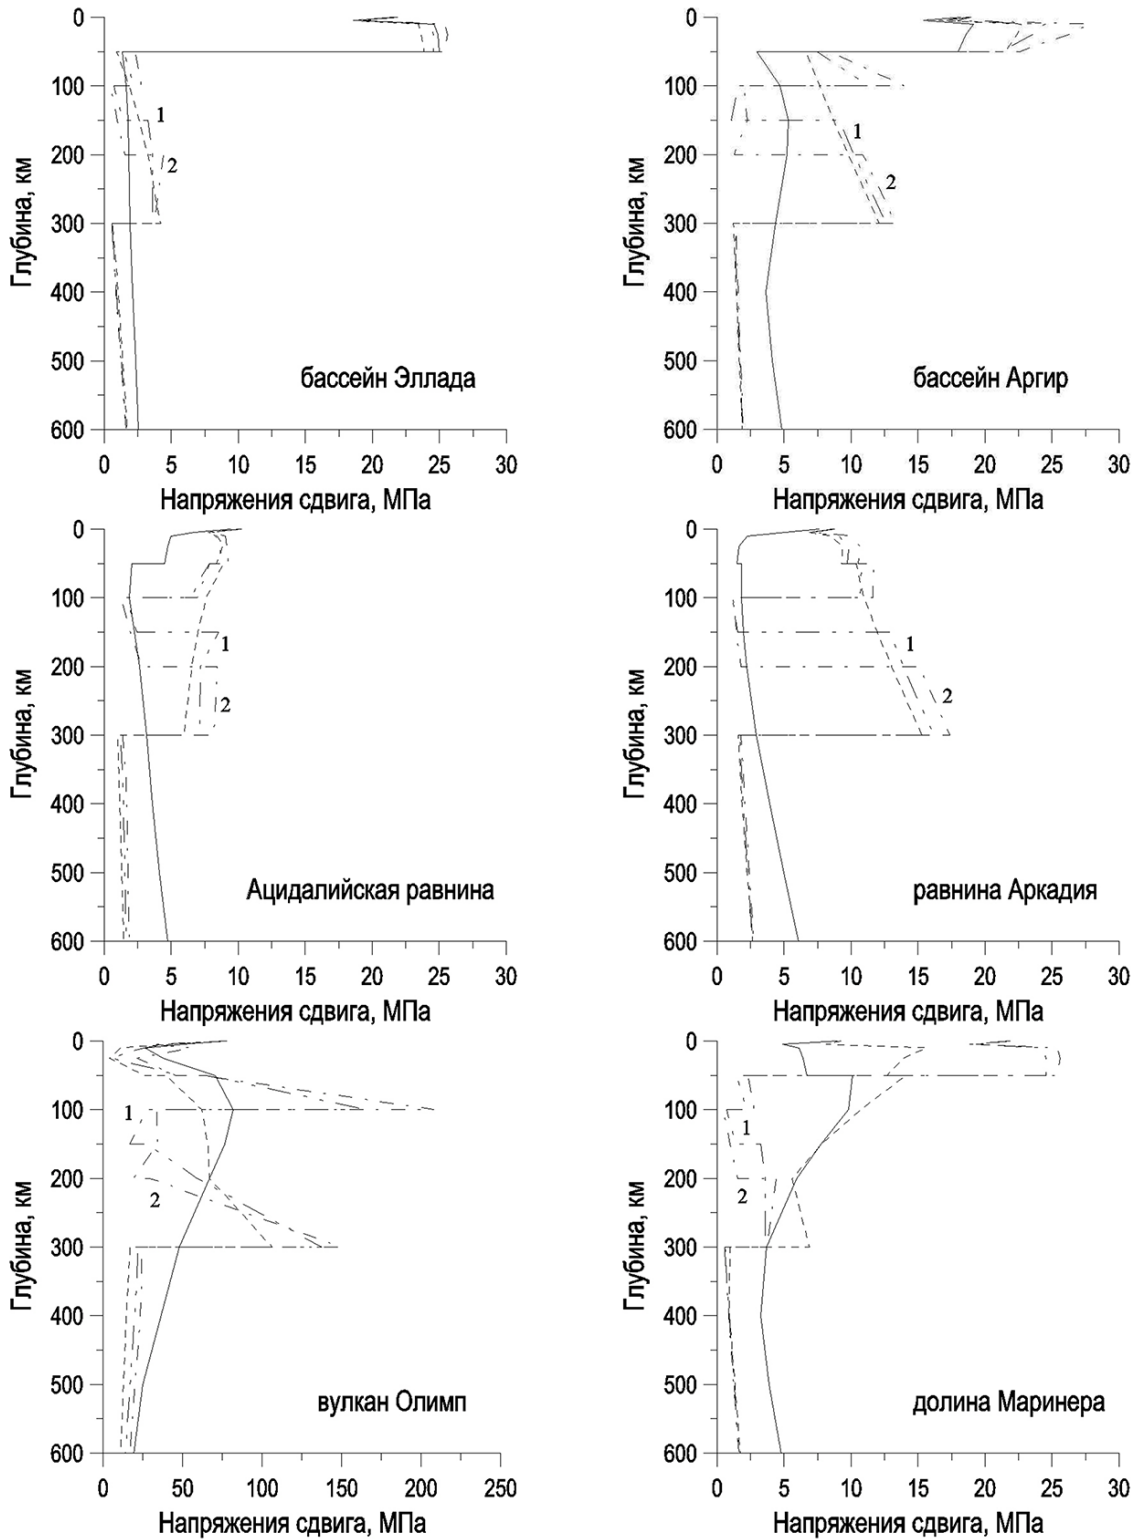 0
100
200
300
400
500
600
Глубина, км
1
2
бассейн Эллада
0 5 10 15 20 25 30
Напряжения сдвига, МПа
0
100
200
300
400
500
600
Глубина, км
1
2
бассейн Аргир
0 5 10 15 20 25 30
Напряжения сдвига, МПа
0
100
200
300
400
500
600
Глубина, км
1
2
Ацидалийская равнина
0 5 10 15 20 25 30
Напряжения сдвига, МПа
0
100
200
300
400
500
600
Глубина, км
1
2
равнина Аркадия
0 5 10 15 20 25 30
Напряжения сдвига, МПа
0
100
200
300
400
500
600
Глубина, км
1
2
вулкан Олимп
0 50 100 150 200 250
Напряжения сдвига, МПа
0
100
200
300
400
500
600
Глубина, км
1
2
долина Маринера
0 5 10 15 20 25 30
Напряжения сдвига, МПа